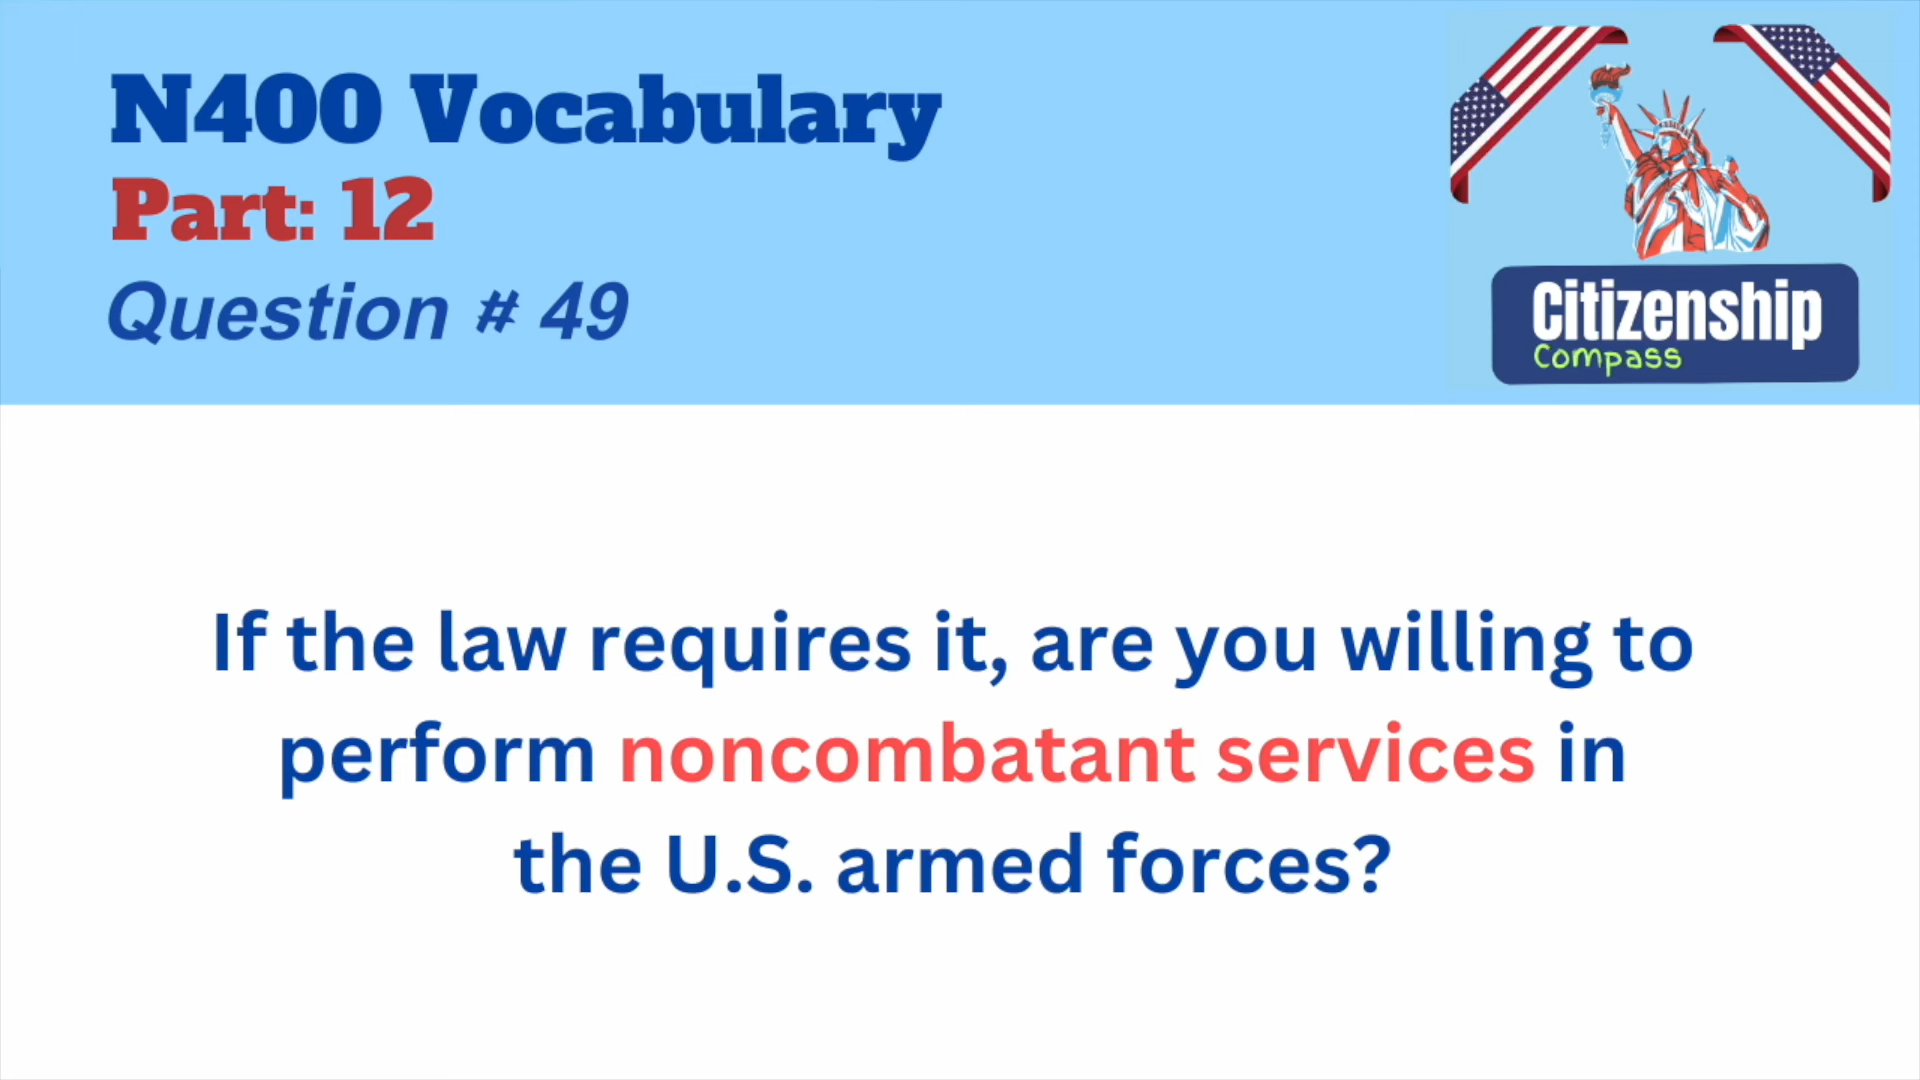 N400 Vocabulary
Part: 12
Question # 49
Citizenship
Compass
If the law requires it, are you willing to
perform noncombatant services in
the U.S. armed forces?